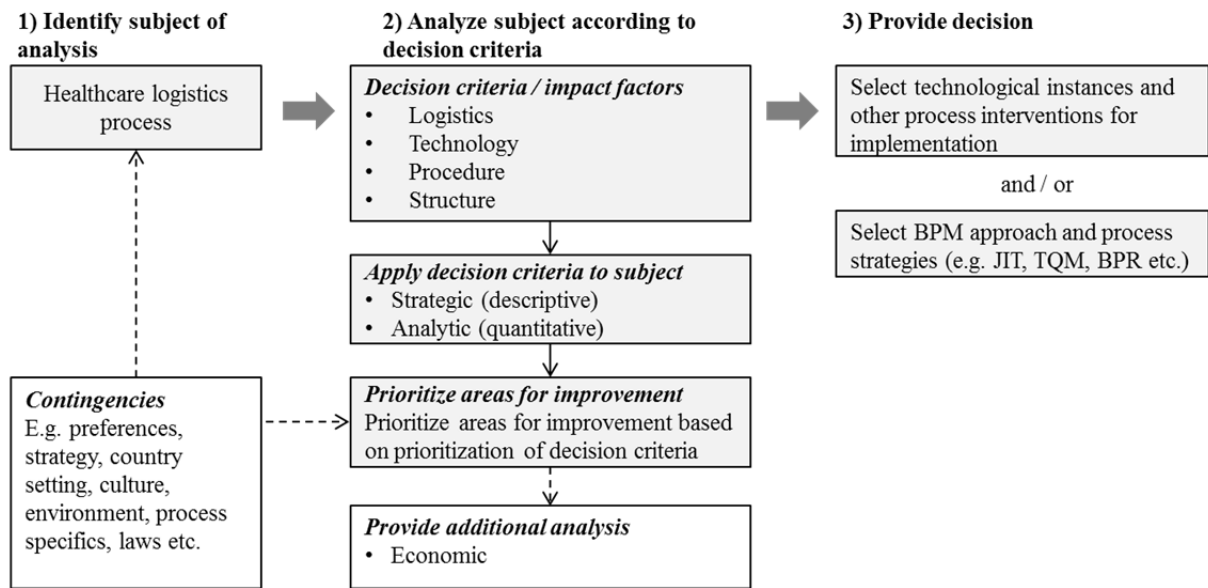 1) Identify subject of
analysis
Healthcare logistics
process
Contingencies
E.g. preferences,
strategy, country
setting, culture,
environment, process
specifics, laws etc.
2) Analyze subject according to
decision criteria
Decision criteria / impact factors
• Logistics
• Technology
• Procedure
• Structure
Apply decision criteria to subject
• Strategic (descriptive)
• Analytic (quantitative)
Prioritize areas for improvement
Prioritize areas for improvement based
on prioritization of decision criteria
Provide additional analysis
• Economic
3) Provide decision
Select technological instances and
other process interventions for
implementation
and / or
Select BPM approach and process
strategies (e.g. JIT, TQM, BPR etc.)